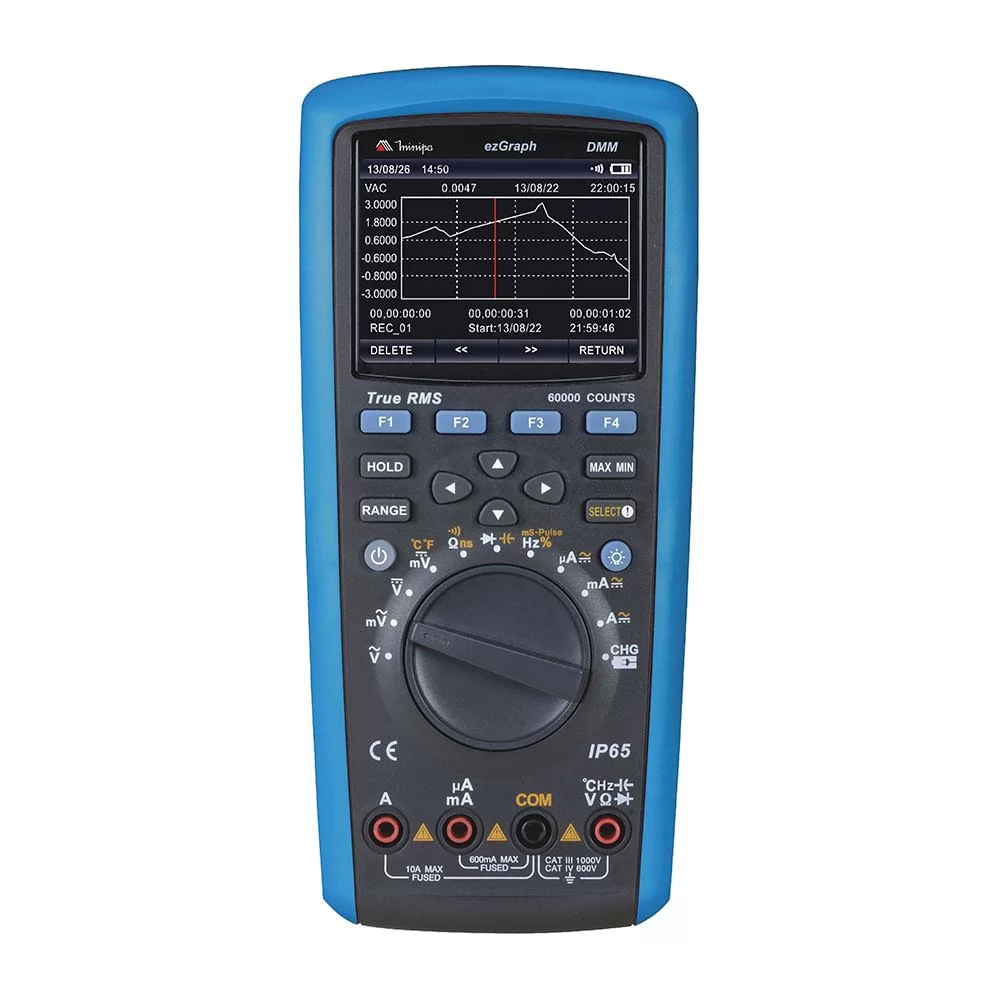 Minipa ezGraph DMM
13/08/26 14:50
VAC 0.0047 13/08/22 22:00:15
3.0000
1.8000
0.6000
-0.0000
-0.8000
-3.0000
00,00:00:00 00,00:00:31 00,00:01:02
REC_01 Start:13/08/22 21:59:46
DELETE << >> RETURN
True RMS 60000 COUNTS
F1 F2 F3 F4
HOLD MAX MIN
RANGE SELECT
°C °F
mV
Ω ns
mS-Pulse
Hz%
µA
V
mA
mV
A
V
CHG
CE IP65
A
µA
mA
COM
°CHz
VΩ
10A MAX
FUSED
600mA MAX
FUSED
CAT III 1000V
CAT IV 600V